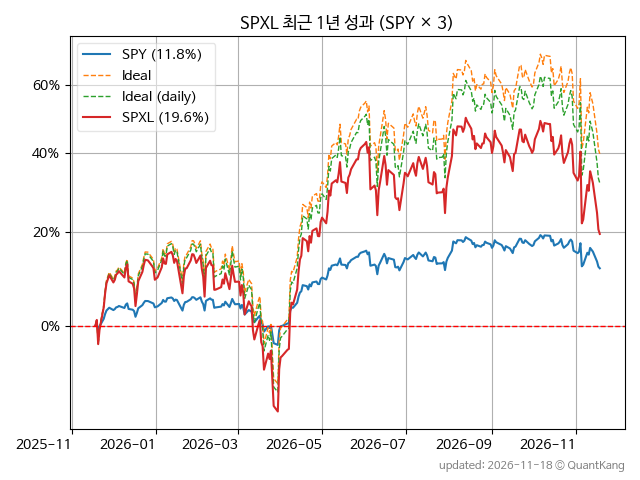 SPXL 최근 1년 성과 (SPY × 3)
SPY (11.8%)
Ideal
Ideal (daily)
SPXL (19.6%)
60%
40%
20%
0%
2025-11 2026-01 2026-03 2026-05 2026-07 2026-09 2026-11
updated: 2026-11-18 © QuantKang